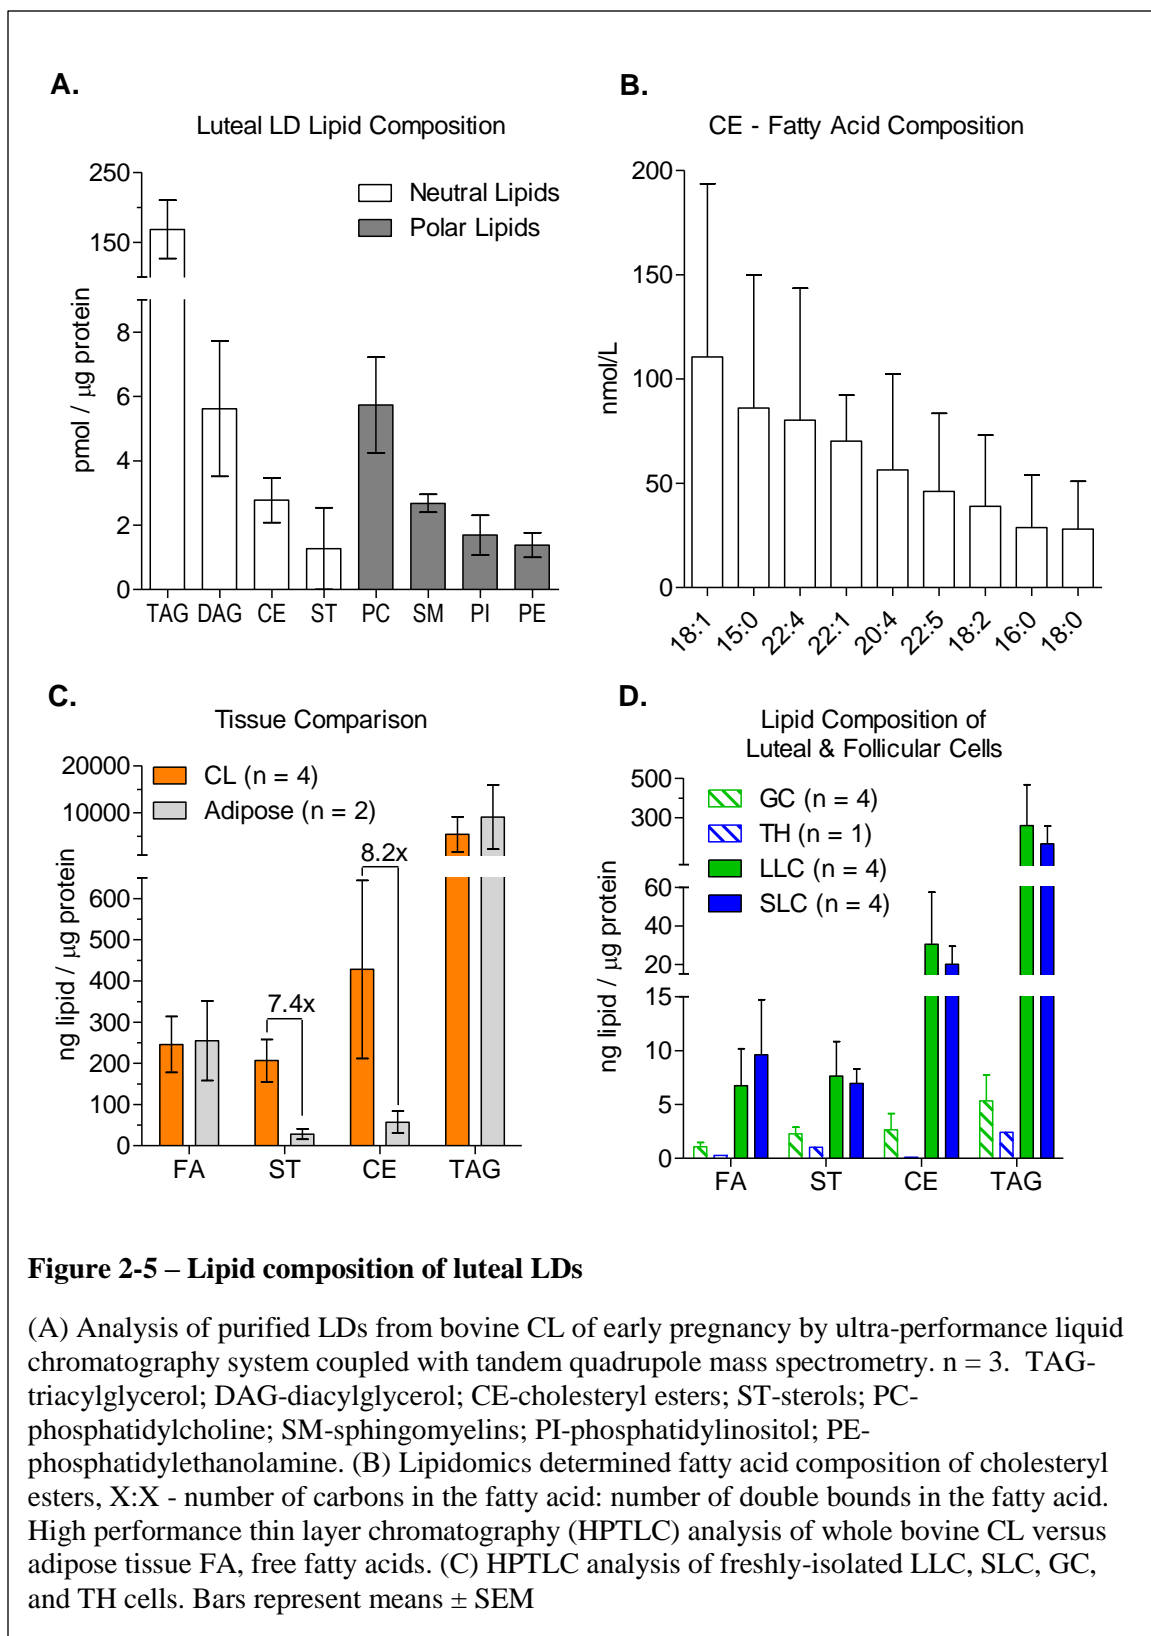 A.
Luteal LD Lipid Composition
250
150
8
6
4
2
0
pmol / µg protein
Neutral Lipids
Polar Lipids
TAG DAG CE ST PC SM PI PE
B.
CE - Fatty Acid Composition
200
150
100
50
0
nmol/L
18:1 15:0 22:4 22:1 20:4 22:5 18:2 16:0 18:0
C.
Tissue Comparison
20000
10000
600
500
400
300
200
100
0
ng lipid / µg protein
CL (n = 4)
Adipose (n = 2)
7.4x
8.2x
FA ST CE TAG
D.
Lipid Composition of
Luteal & Follicular Cells
500
300
60
40
20
15
10
5
0
ng lipid / µg protein
GC (n = 4)
TH (n = 1)
LLC (n = 4)
SLC (n = 4)
FA ST CE TAG
Figure 2-5 – Lipid composition of luteal LDs
(A) Analysis of purified LDs from bovine CL of early pregnancy by ultra-performance liquid
chromatography system coupled with tandem quadrupole mass spectrometry. n = 3. TAG-
triacylglycerol; DAG-diacylglycerol; CE-cholesteryl esters; ST-sterols; PC-
phosphatidylcholine; SM-sphingomyelins; PI-phosphatidylinositol; PE-
phosphatidylethanolamine. (B) Lipidomics determined fatty acid composition of cholesteryl
esters, X:X - number of carbons in the fatty acid: number of double bounds in the fatty acid.
High performance thin layer chromatography (HPTLC) analysis of whole bovine CL versus
adipose tissue FA, free fatty acids. (C) HPTLC analysis of freshly-isolated LLC, SLC, GC,
and TH cells. Bars represent means ± SEM